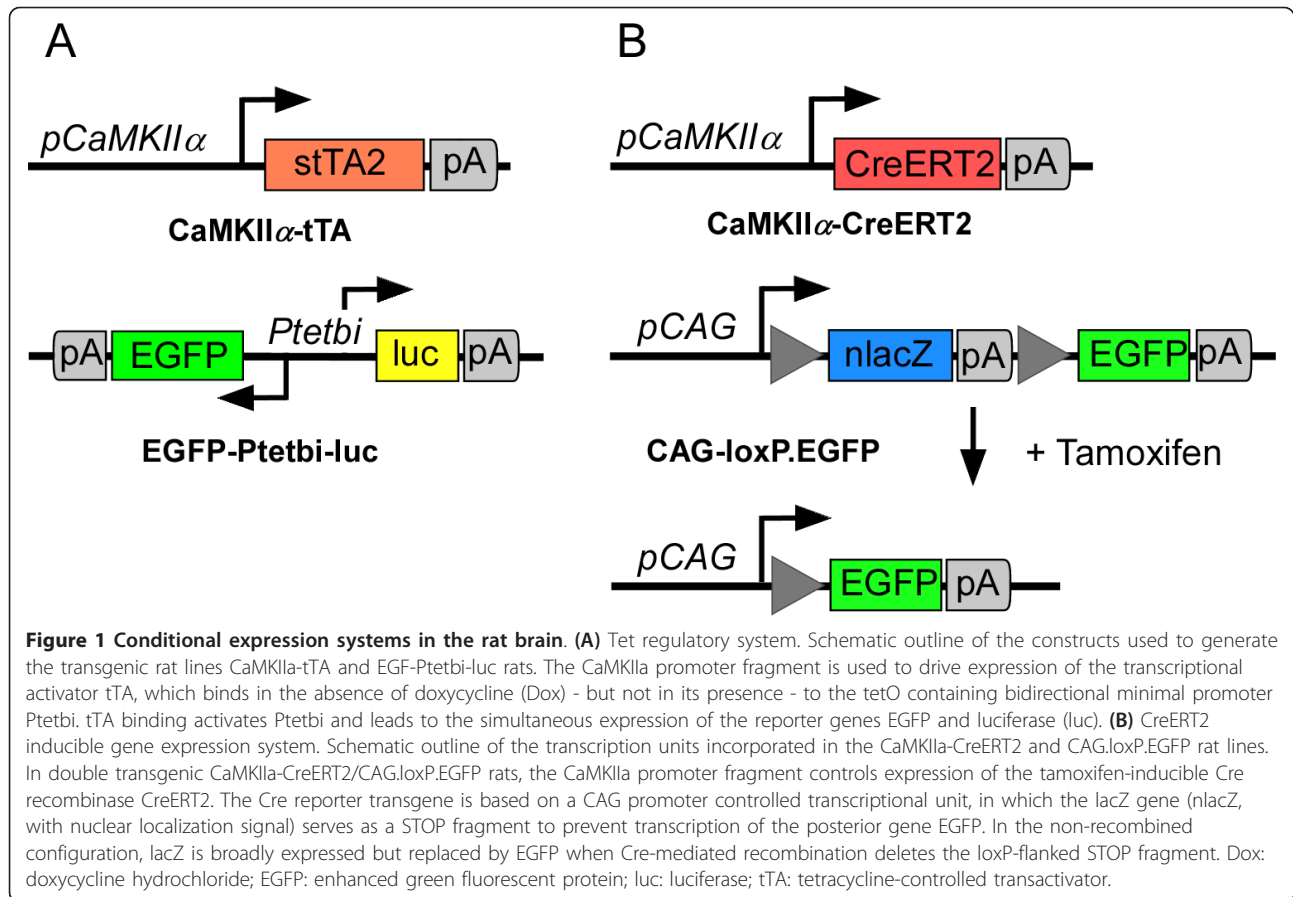 A
B
pCaMKIIα
stTA2
pA
CaMKIIα-tTA
pCaMKIIα
CreERT2
pA
CaMKIIα-CreERT2
pA
EGFP
Ptetbi
luc
pA
EGFP-Ptetbi-luc
pCAG
nlacZ
pA
EGFP
pA
CAG-loxP.EGFP
+ Tamoxifen
pCAG
EGFP
pA
Figure 1 Conditional expression systems in the rat brain. (A) Tet regulatory system. Schematic outline of the constructs used to generate
the transgenic rat lines CaMKIIa-tTA and EGF-Ptetbi-luc rats. The CaMKIIa promoter fragment is used to drive expression of the transcriptional
activator tTA, which binds in the absence of doxycycline (Dox) - but not in its presence - to the tetO containing bidirectional minimal promoter
Ptetbi. tTA binding activates Ptetbi and leads to the simultaneous expression of the reporter genes EGFP and luciferase (luc). (B) CreERT2
inducible gene expression system. Schematic outline of the transcription units incorporated in the CaMKIIa-CreERT2 and CAG.loxP.EGFP rat lines.
In double transgenic CaMKIIa-CreERT2/CAG.loxP.EGFP rats, the CaMKIIa promoter fragment controls expression of the tamoxifen-inducible Cre
recombinase CreERT2. The Cre reporter transgene is based on a CAG promoter controlled transcriptional unit, in which the lacZ gene (nlacZ,
with nuclear localization signal) serves as a STOP fragment to prevent transcription of the posterior gene EGFP. In the non-recombined
configuration, lacZ is broadly expressed but replaced by EGFP when Cre-mediated recombination deletes the loxP-flanked STOP fragment. Dox:
doxycycline hydrochloride; EGFP: enhanced green fluorescent protein; luc: luciferase; tTA: tetracycline-controlled transactivator.